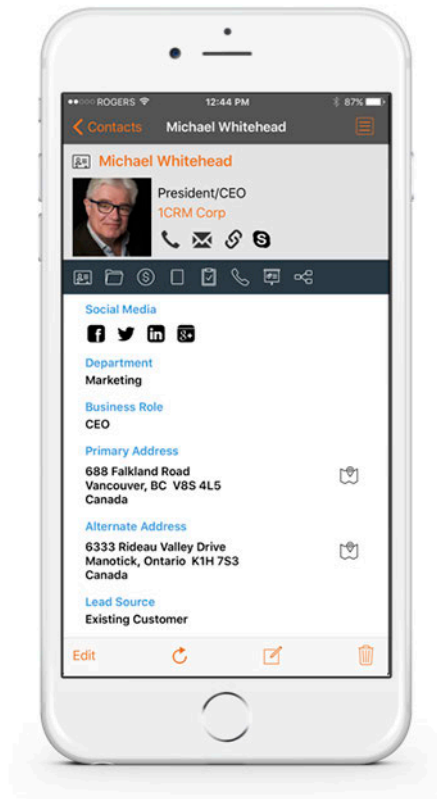 ROGERS 12:44 PM 87%
Contacts Michael Whitehead
Michael Whitehead
President/CEO
1CRM Corp
Social Media
Department
Marketing
Business Role
CEO
Primary Address
688 Falkland Road
Vancouver, BC V8S 4L5
Canada
Alternate Address
6333 Rideau Valley Drive
Manotick, Ontario K1H 7S3
Canada
Lead Source
Existing Customer
Edit